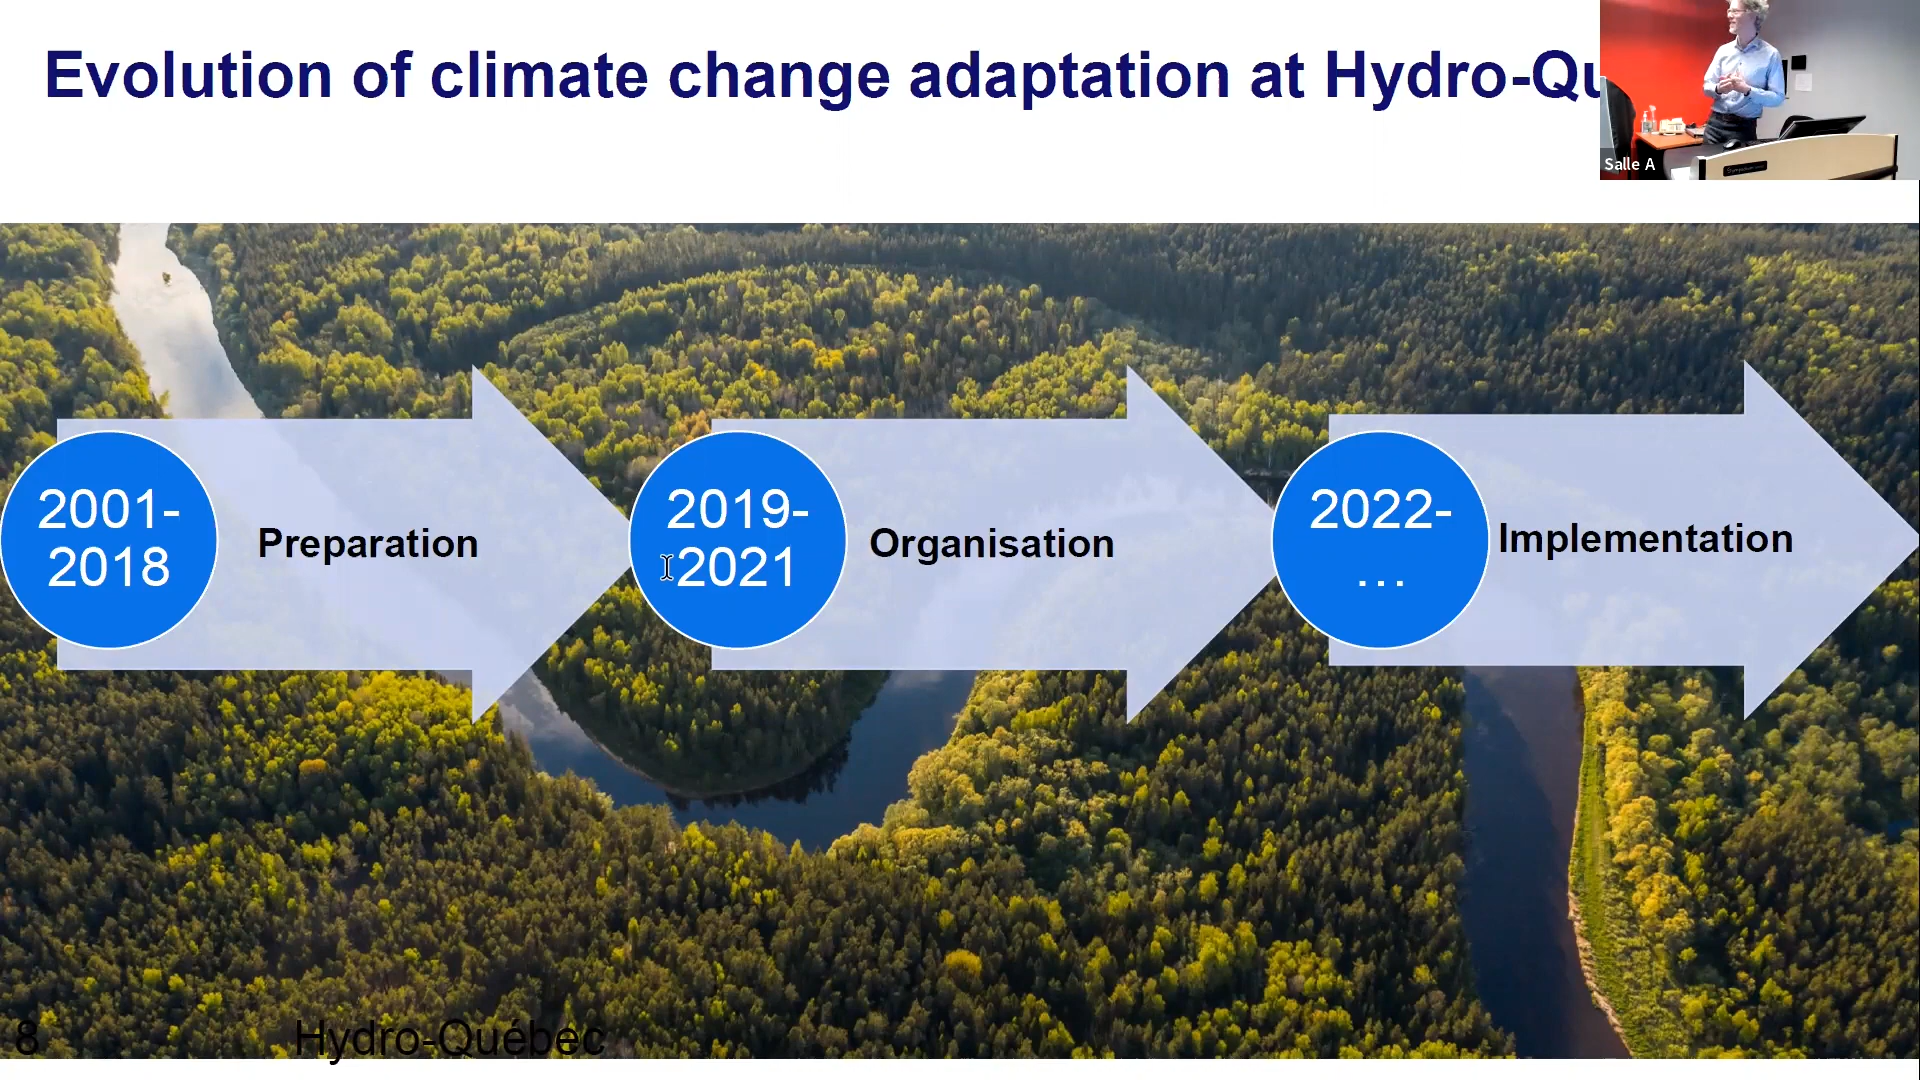 Evolution of climate change adaptation at Hydro-Qu
Salle A
2001-
2018
Preparation
2019-
2021
Organisation
2022-
...
Implementation
8
Hydro-Québec